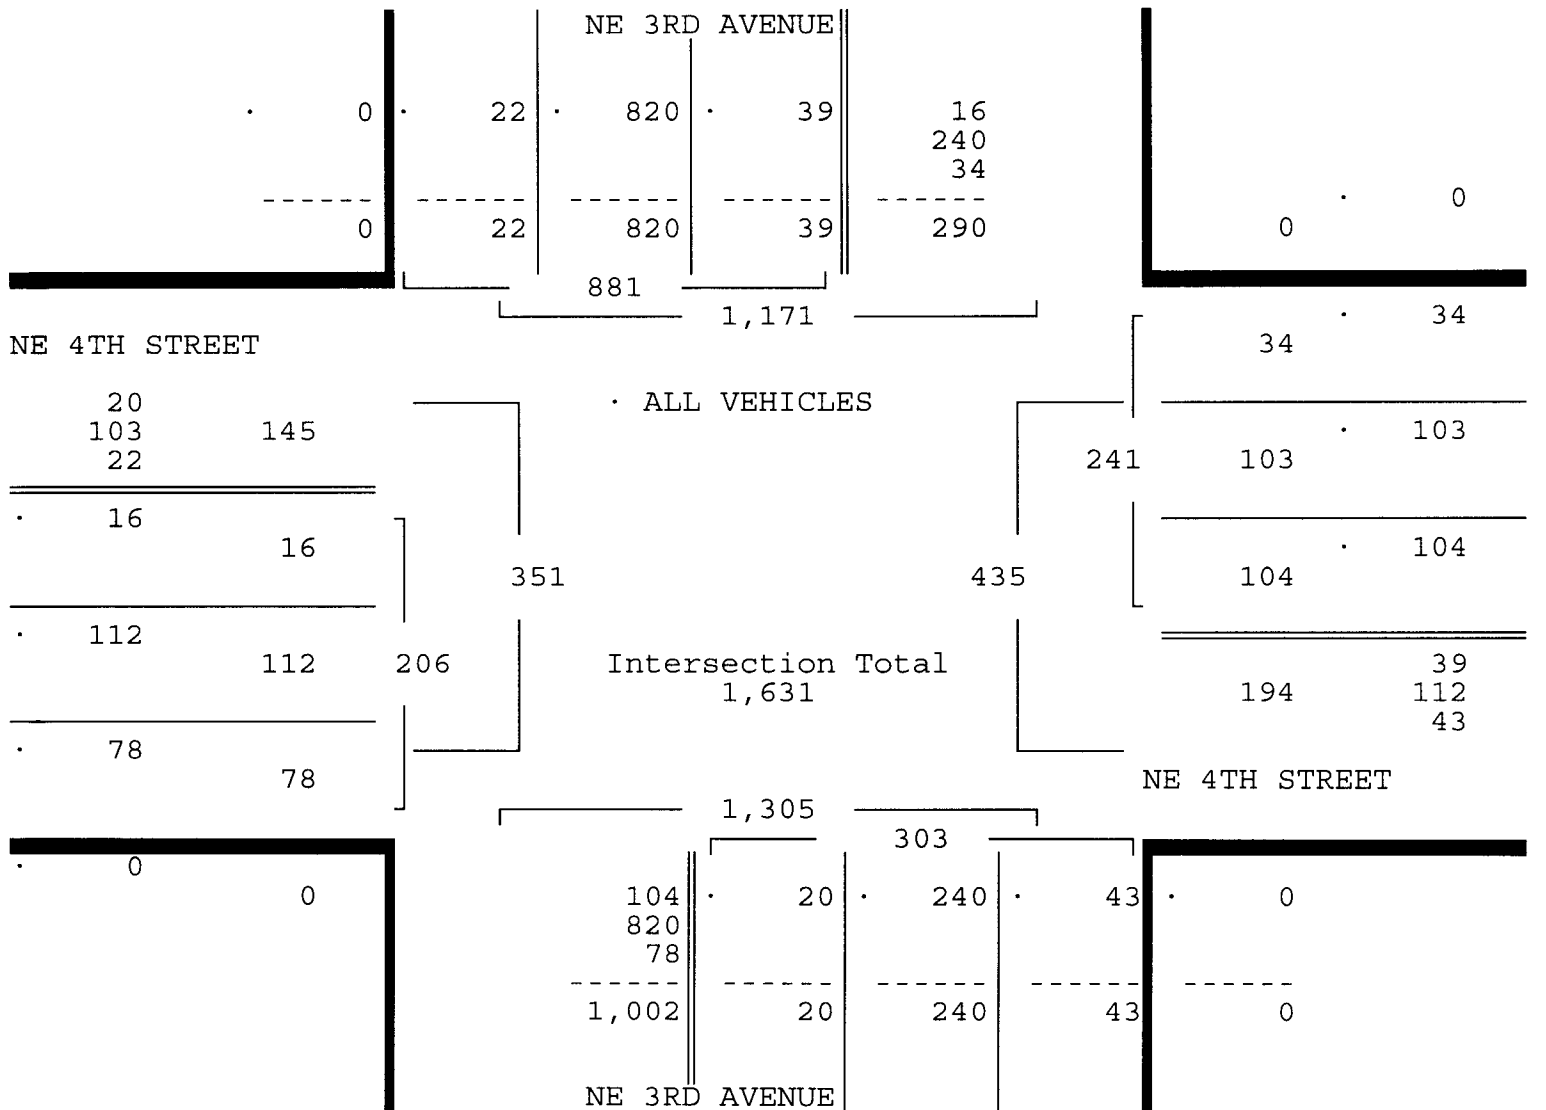 NE 3RD AVENUE
· 0 · 22 · 820 · 39 16
240
34
------ ------ ------ ------ ------
· 0
0 22 820 39 290 0
881
1,171 · 34
NE 4TH STREET 34
20 · ALL VEHICLES
103 145 · 103
22 241 103
· 16
16 · 104
351 435 104
· 112
112 206 Intersection Total 39
1,631 194 112
43
· 78
78 NE 4TH STREET
1,305
303
· 0
0 104 · 20 · 240 · 43 · 0
820
78
------ ------ ------ ------ ------
1,002 20 240 43 0
NE 3RD AVENUE